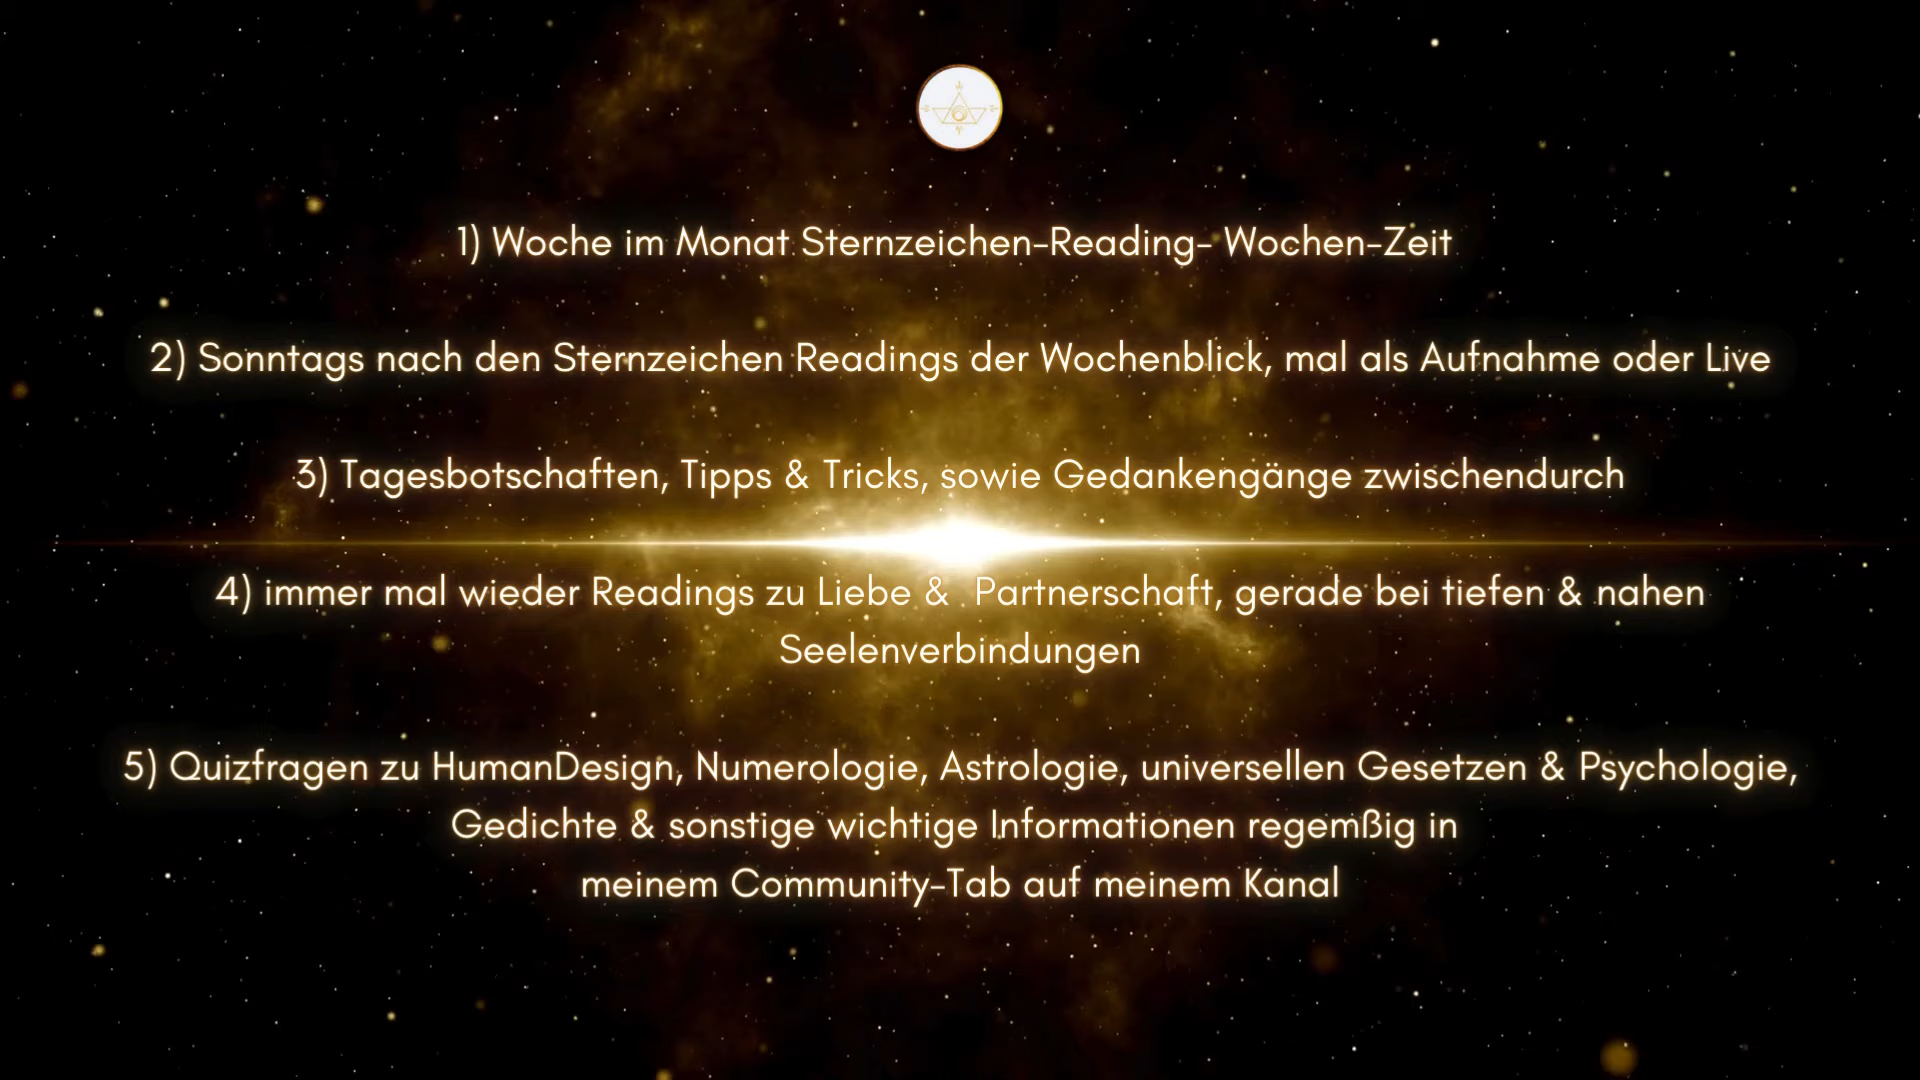 1) Woche im Monat Sternzeichen-Reading- Wochen-Zeit
2) Sonntags nach den Sternzeichen Readings der Wochenblick, mal als Aufnahme oder Live
3) Tagesbotschaften, Tipps & Tricks, sowie Gedankengänge zwischendurch
4) immer mal wieder Readings zu Liebe & Partnerschaft, gerade bei tiefen & nahen
Seelenverbindungen
5) Quizfragen zu HumanDesign, Numerologie, Astrologie, universellen Gesetzen & Psychologie,
Gedichte & sonstige wichtige Informationen regemßig in
meinem Community-Tab auf meinem Kanal